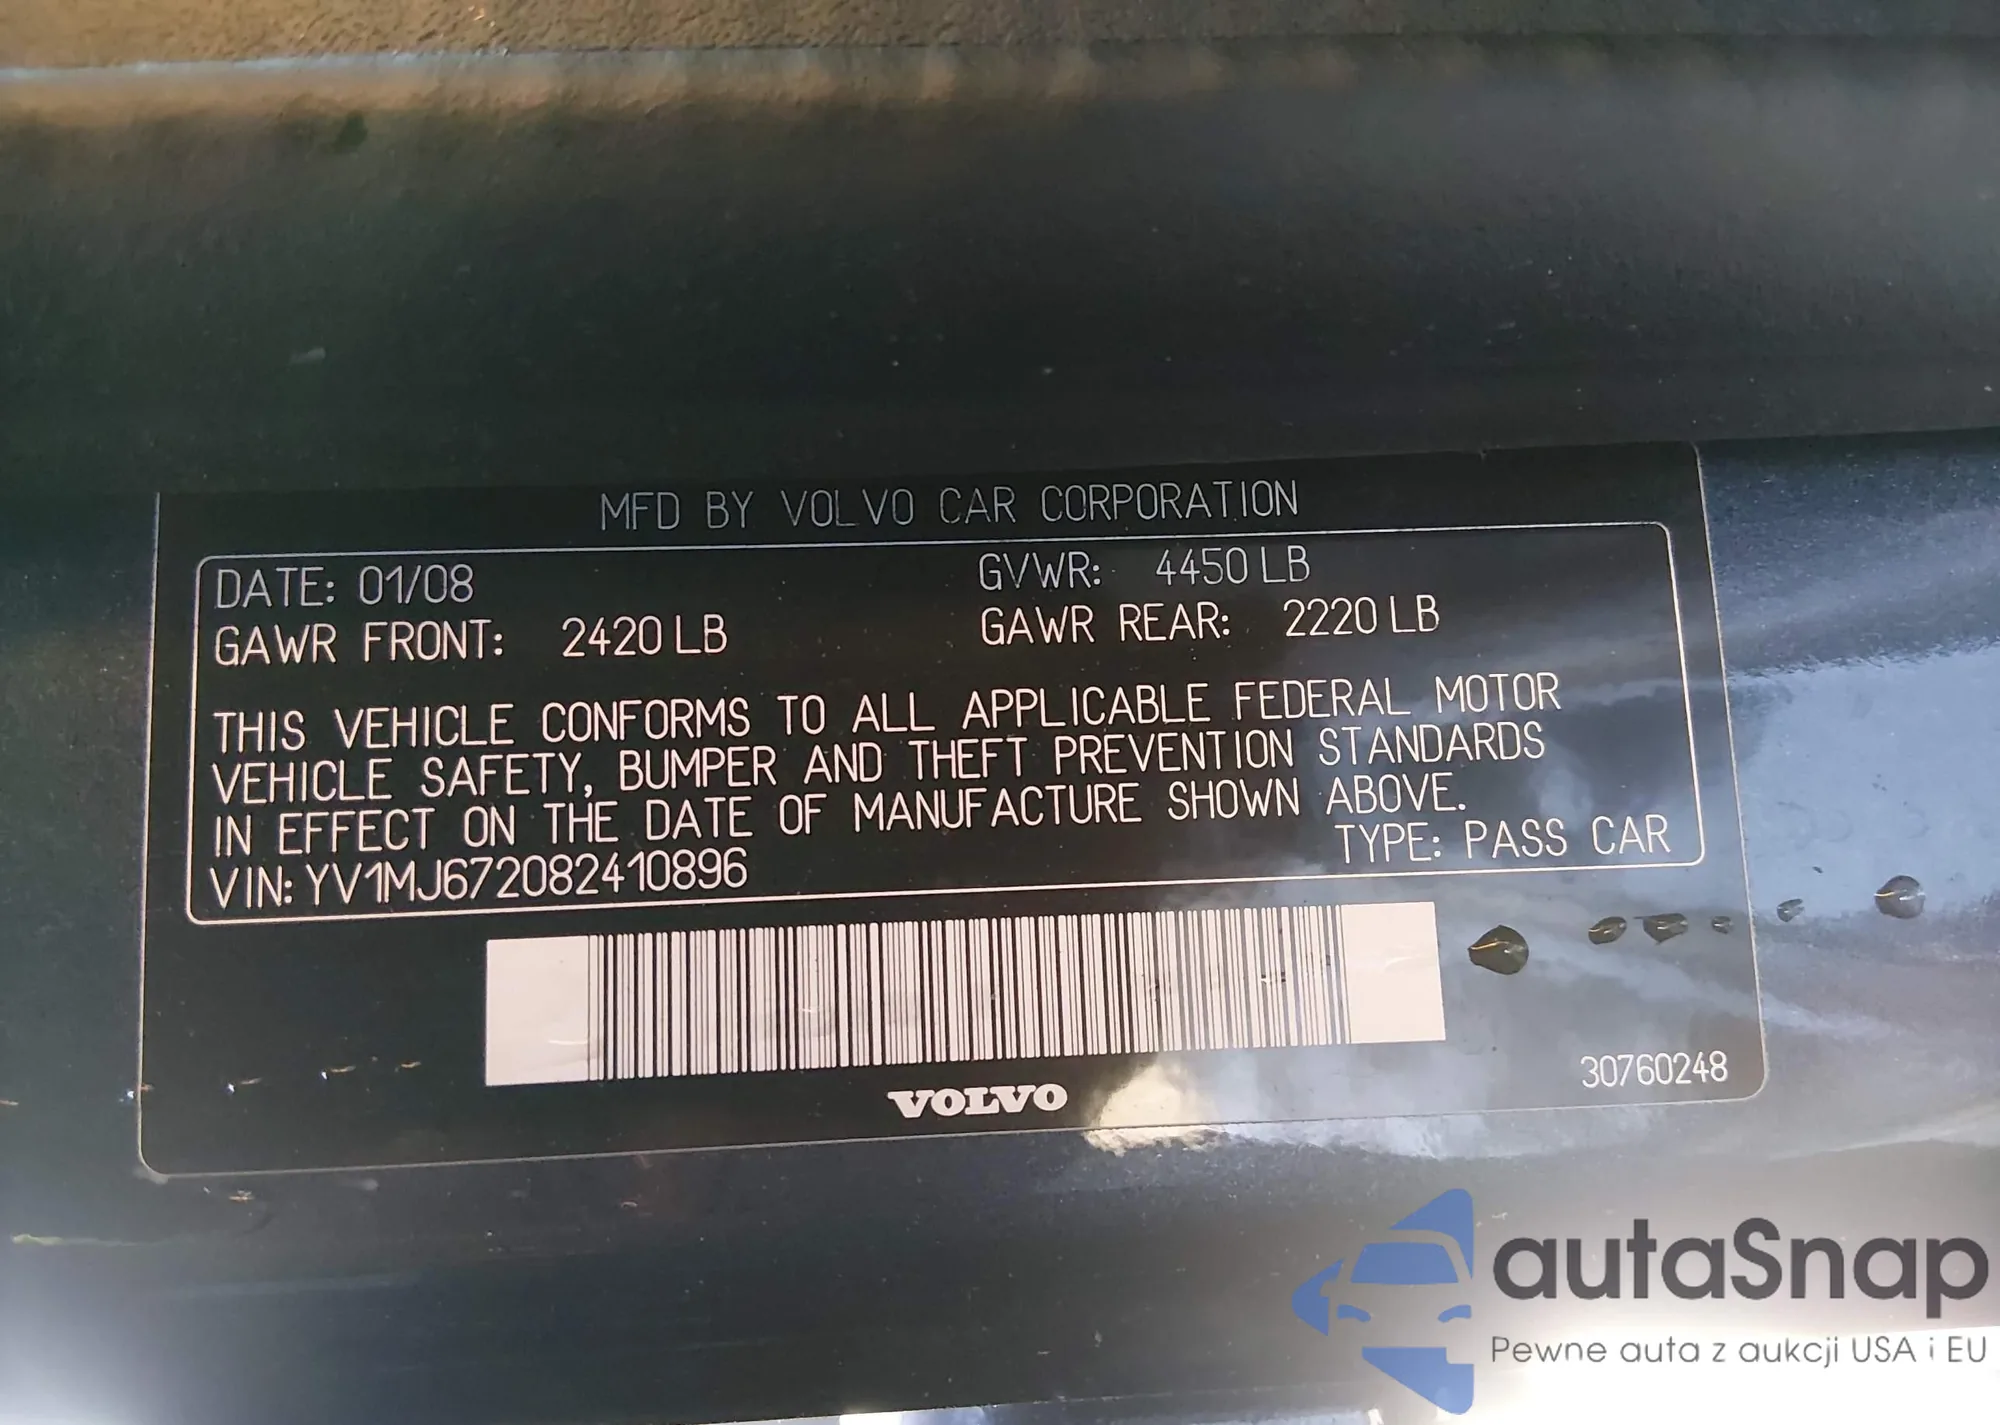 MFD BY VOLVO CAR CORPORATION
DATE: 01/08 GVWR: 4450 LB
GAWR FRONT: 2420 LB GAWR REAR: 2220 LB
THIS VEHICLE CONFORMS TO ALL APPLICABLE FEDERAL MOTOR
VEHICLE SAFETY, BUMPER AND THEFT PREVENTION STANDARDS
IN EFFECT ON THE DATE OF MANUFACTURE SHOWN ABOVE.
TYPE: PASS CAR
VIN: YV1MJ672082410896
30760248
VOLVO
autaSnap
Pewne auta z aukcji USA i EU